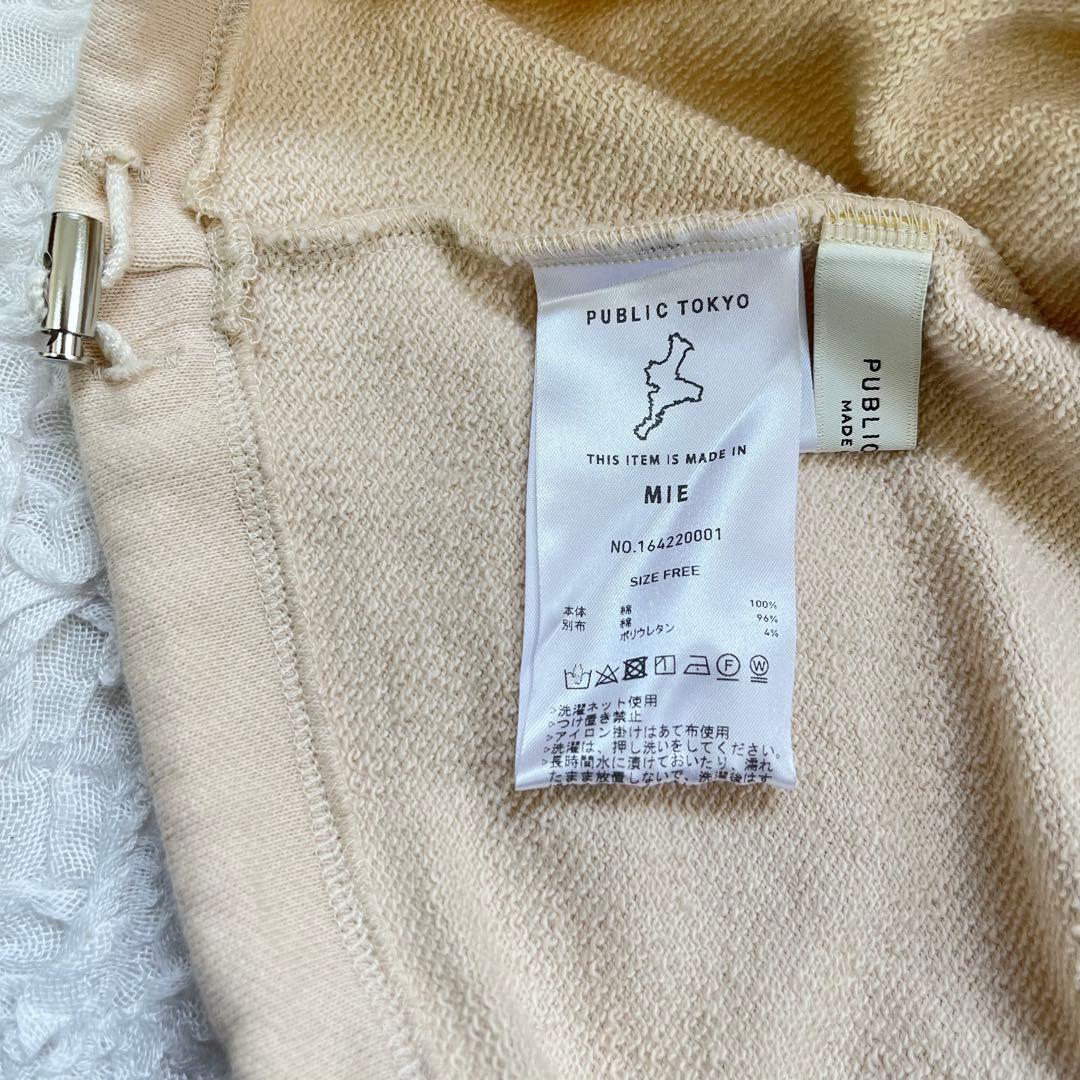 PUBLIC TOKYO
THIS ITEM IS MADE IN
MIE
NO.164220001
SIZE FREE
本体 綿 100%
別布 綿 96%
ポリウレタン 4%
F W
>洗濯ネット使用
>つけ置き禁止
>アイロン掛けはあて布使用
>洗濯は、押し洗いをしてください。
>長時間水に漬けておいたり、濡れ
たまま放置しないで、洗濯後はす
PUBLIC
MADE